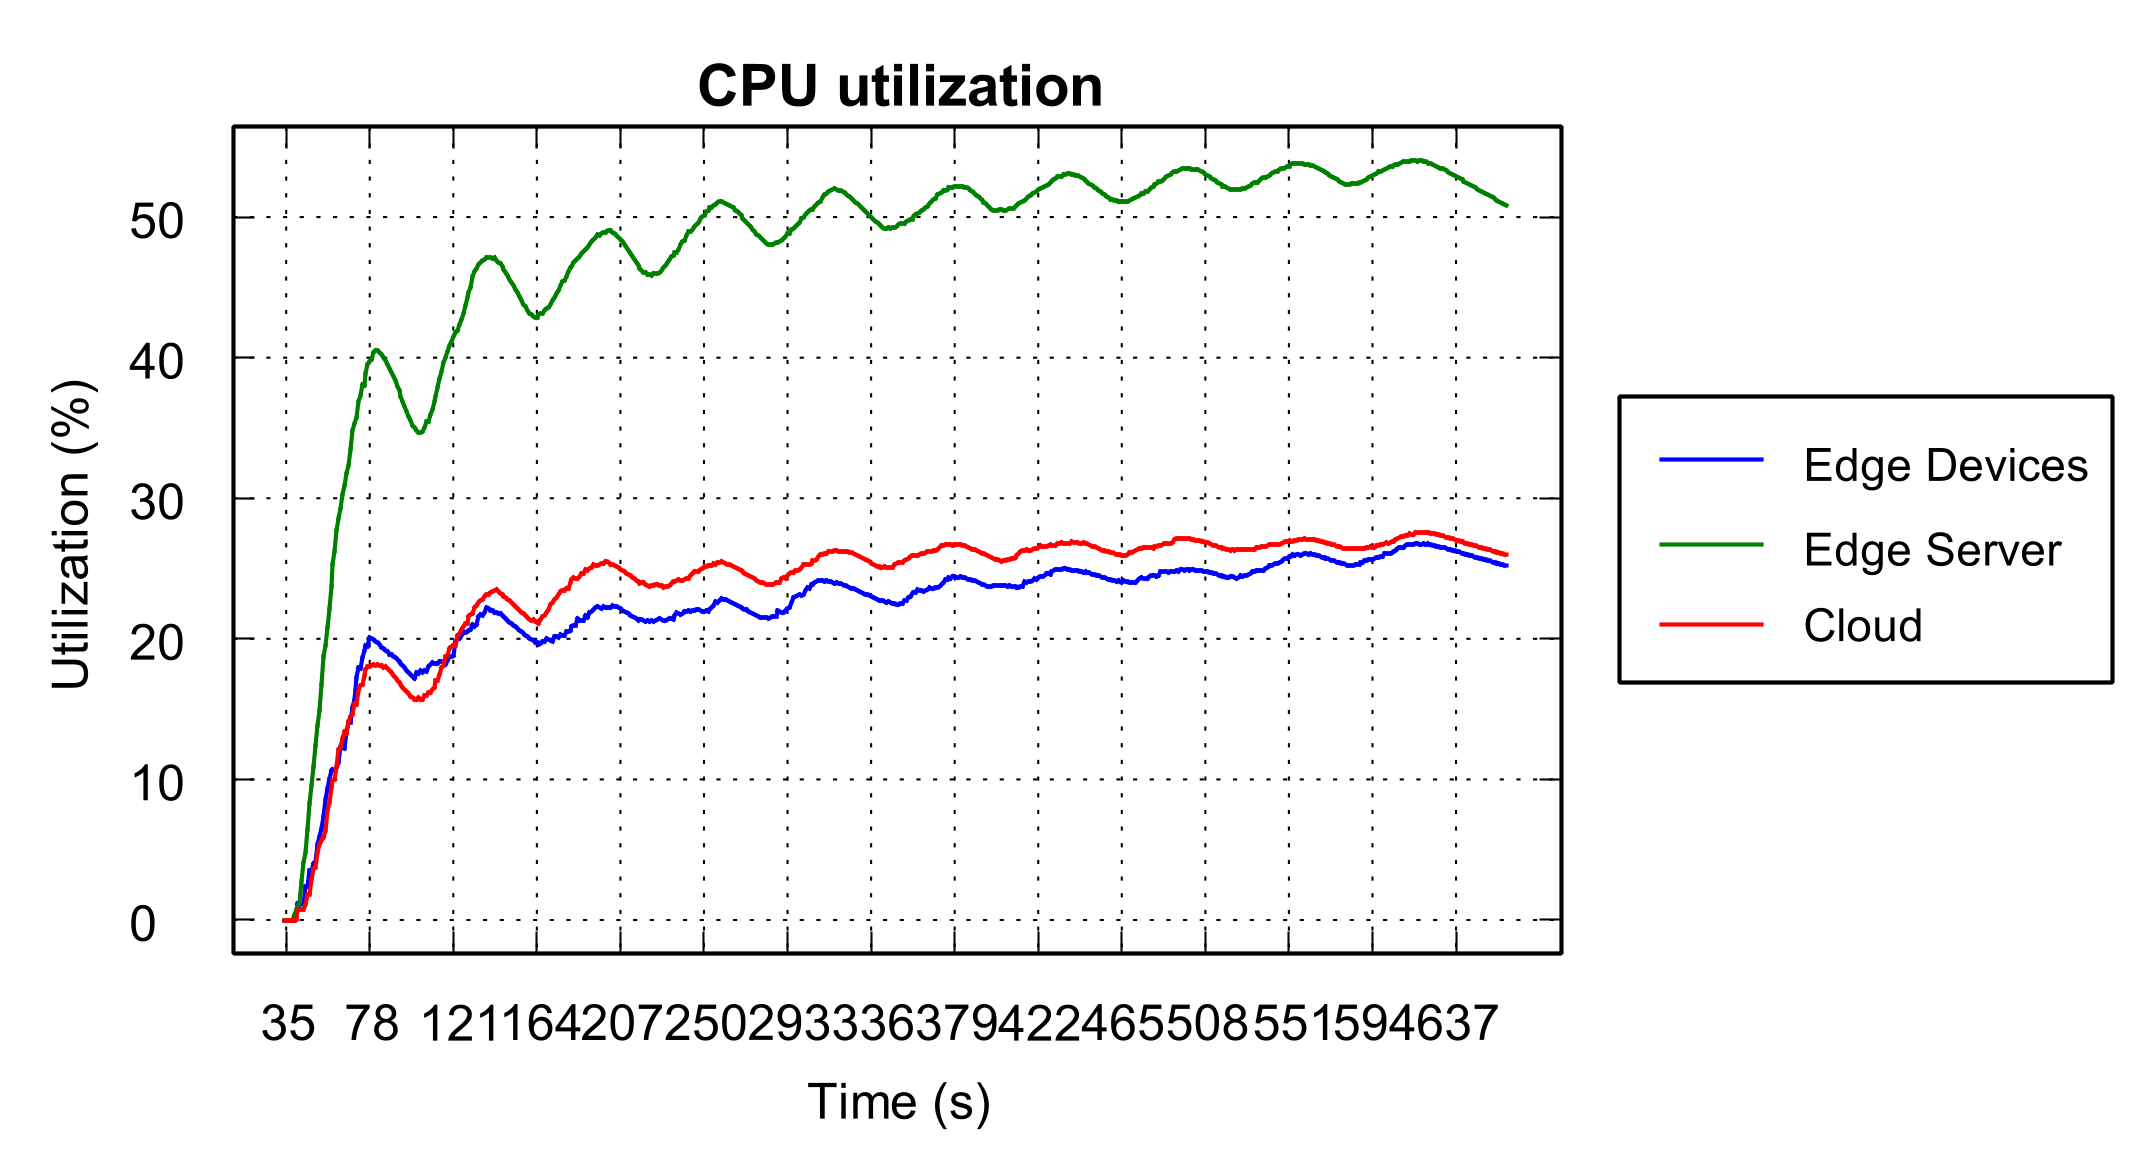 CPU utilization
Utilization (%)
50
40
30
20
10
0
35 78 121164207250293336379422465508551594637
Time (s)
Edge Devices
Edge Server
Cloud